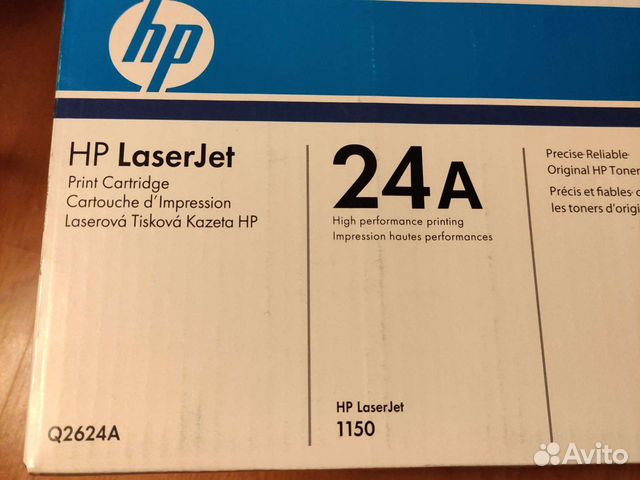 hp
HP LaserJet
Print Cartridge
Cartouche d'Impression
Laserová Tisková Kazeta HP
Q2624A
24A
High performance printing
Impression hautes performances
HP LaserJet
1150
Precise·Reliable·
Original HP Toner
Précis et fiables·
les toners
Avito